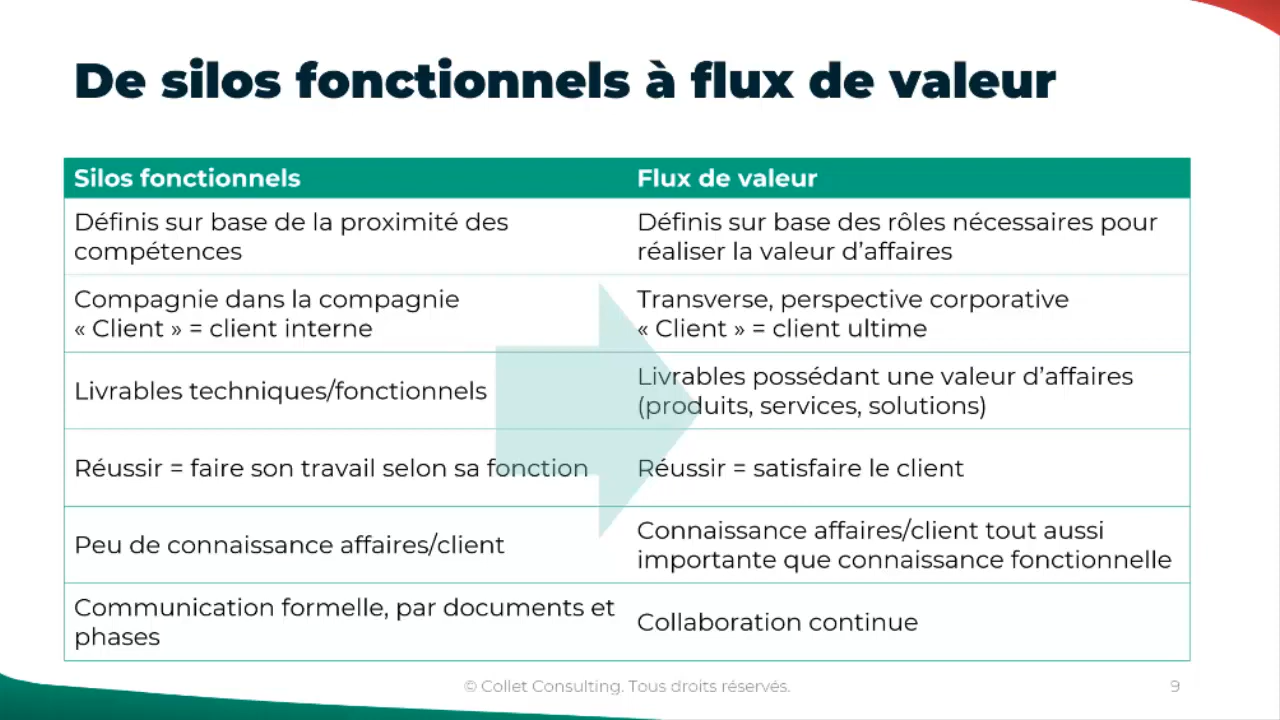 De silos fonctionnels à flux de valeur
Silos fonctionnels
Flux de valeur
Définis sur base de la proximité des
compétences
Définis sur base des rôles nécessaires pour
réaliser la valeur d’affaires
Compagnie dans la compagnie
« Client » = client interne
Transverse, perspective corporative
« Client » = client ultime
Livrables techniques/fonctionnels
Livrables possédant une valeur d’affaires
(produits, services, solutions)
Réussir = faire son travail selon sa fonction
Réussir = satisfaire le client
Peu de connaissance affaires/client
Connaissance affaires/client tout aussi
importante que connaissance fonctionnelle
Communication formelle, par documents et
phases
Collaboration continue
© Collet Consulting. Tous droits réservés.
9